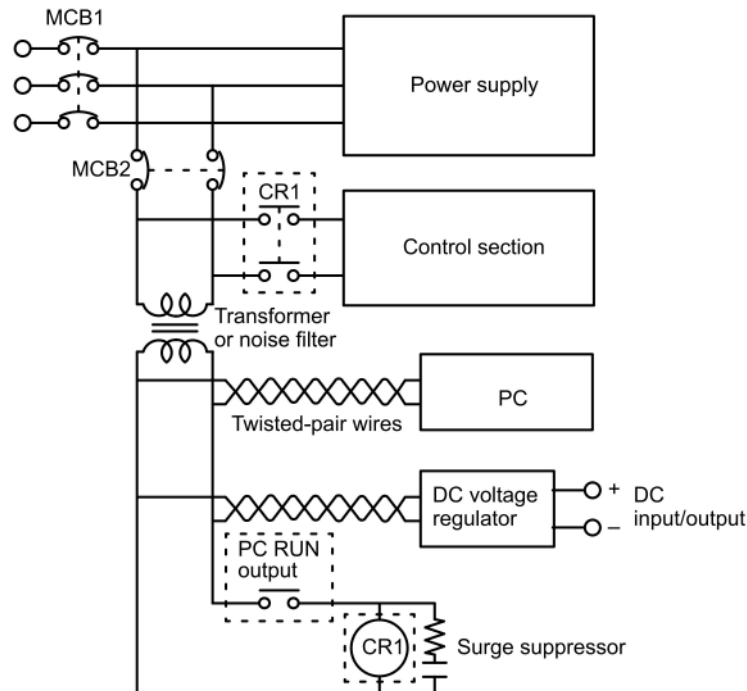 MCB1
Power supply
MCB2
CR1
Control section
Transformer
or noise filter
PC
Twisted-pair wires
DC voltage
regulator
+
–
DC
input/output
PC RUN
output
CR1
Surge suppressor